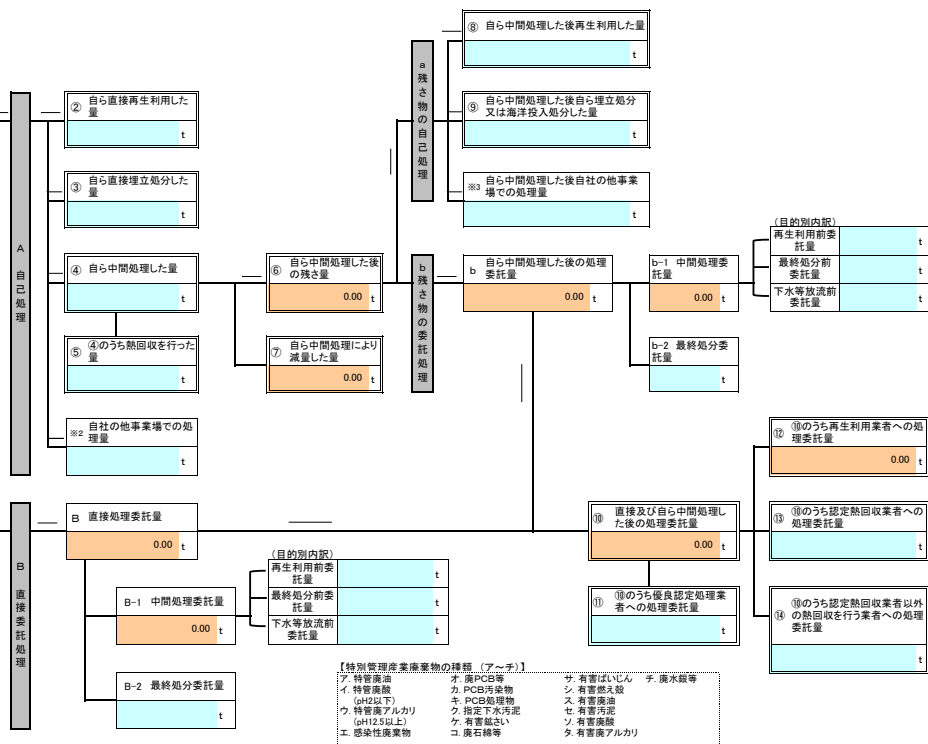 ⑧ 自ら中間処理した後再生利用した量
t
a 残さ物の自己処理
② 自ら直接再生利用した
量
t
⑨ 自ら中間処理した後自ら埋立処分
又は海洋投入処分した量
t
③ 自ら直接埋立処分した
量
t
※3 自ら中間処理した後自社の他事業
場での処理量
t
A 自己処理
④ 自ら中間処理した量
t
⑥ 自ら中間処理した後
の残さ量
0.00 t
b 残さ物の委託処理
b 自ら中間処理した後の処理
委託量
0.00 t
b-1 中間処理委
託量
0.00 t
(目的別内訳)
再生利用前委
託量
t
最終処分前
委託量
t
下水等放流前
委託量
t
⑤ ④のうち熱回収を行った
量
t
⑦ 自ら中間処理により
減量した量
0.00 t
b-2 最終処分委
託量
t
※2 自社の他事業場での処
理量
t
⑫ ⑩のうち再生利用業者への処
理委託量
0.00 t
B 直接委託処理
B 直接処理委託量
0.00 t
⑩ 直接及び自ら中間処理し
た後の処理委託量
0.00 t
⑬ ⑩のうち認定熱回収業者への
処理委託量
t
B-1 中間処理委託量
0.00 t
(目的別内訳)
再生利用前委
託量
t
最終処分前委
託量
t
下水等放流前
委託量
t
⑪ ⑩のうち優良認定処理業
者への処理委託量
t
⑭ ⑩のうち認定熱回収業者以外
の熱回収を行う業者への処理
委託量
t
B-2 最終処分委託量
t
【特別管理産業廃棄物の種類 (ア~チ)】
ア. 特管廃油 オ. 廃PCB等 サ. 有害ばいじん チ. 廃水銀等
イ. 特管廃酸 カ. PCB汚染物 シ. 有害燃え殻
(pH2以下) キ. PCB処理物 ス. 有害廃油
ウ. 特管廃アルカリ ク. 指定下水汚泥 セ. 有害汚泥
(pH12.5以上) ケ. 有害鉱さい ソ. 有害廃酸
エ. 感染性廃棄物 コ. 廃石綿等 タ. 有害廃アルカリ